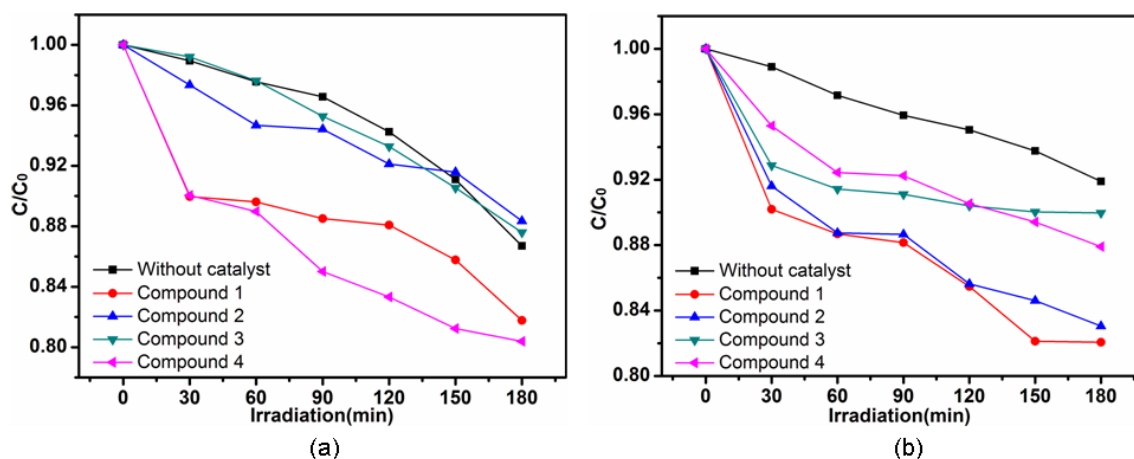 1.00
0.96
0.92
0.88
0.84
0.80
C/C0
Without catalyst
Compound 1
Compound 2
Compound 3
Compound 4
0 30 60 90 120 150 180
Irradiation(min)
(a)
1.00
0.96
0.92
0.88
0.84
0.80
C/C0
Without catalyst
Compound 1
Compound 2
Compound 3
Compound 4
0 30 60 90 120 150 180
Irradiation(min)
(b)